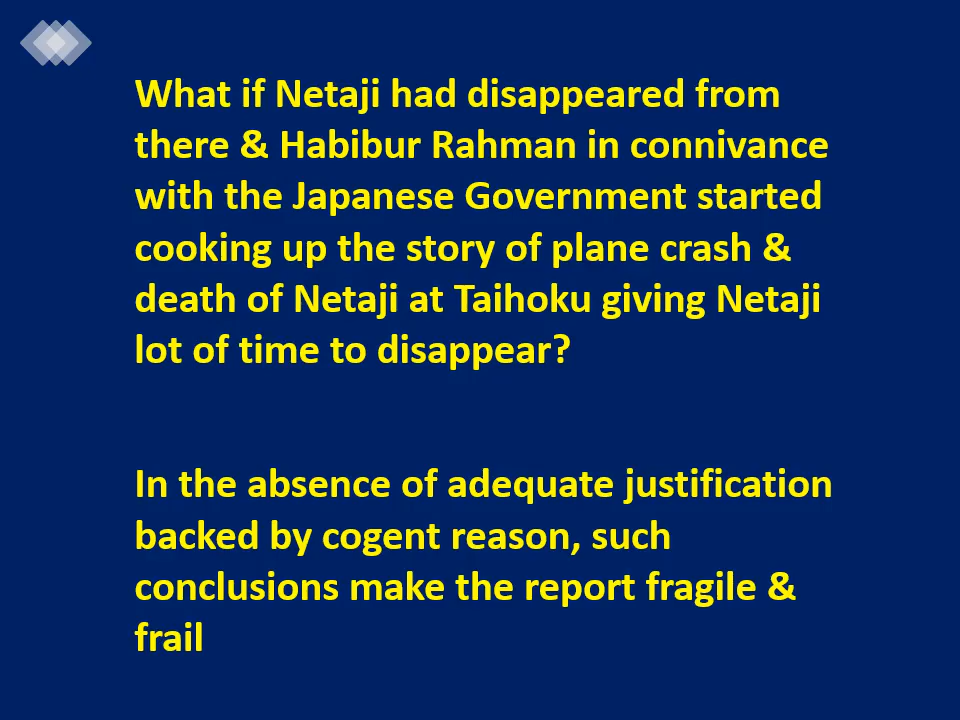 What if Netaji had disappeared from
there & Habibur Rahman in connivance
with the Japanese Government started
cooking up the story of plane crash &
death of Netaji at Taihoku giving Netaji
lot of time to disappear?
In the absence of adequate justification
backed by cogent reason, such
conclusions make the report fragile &
frail